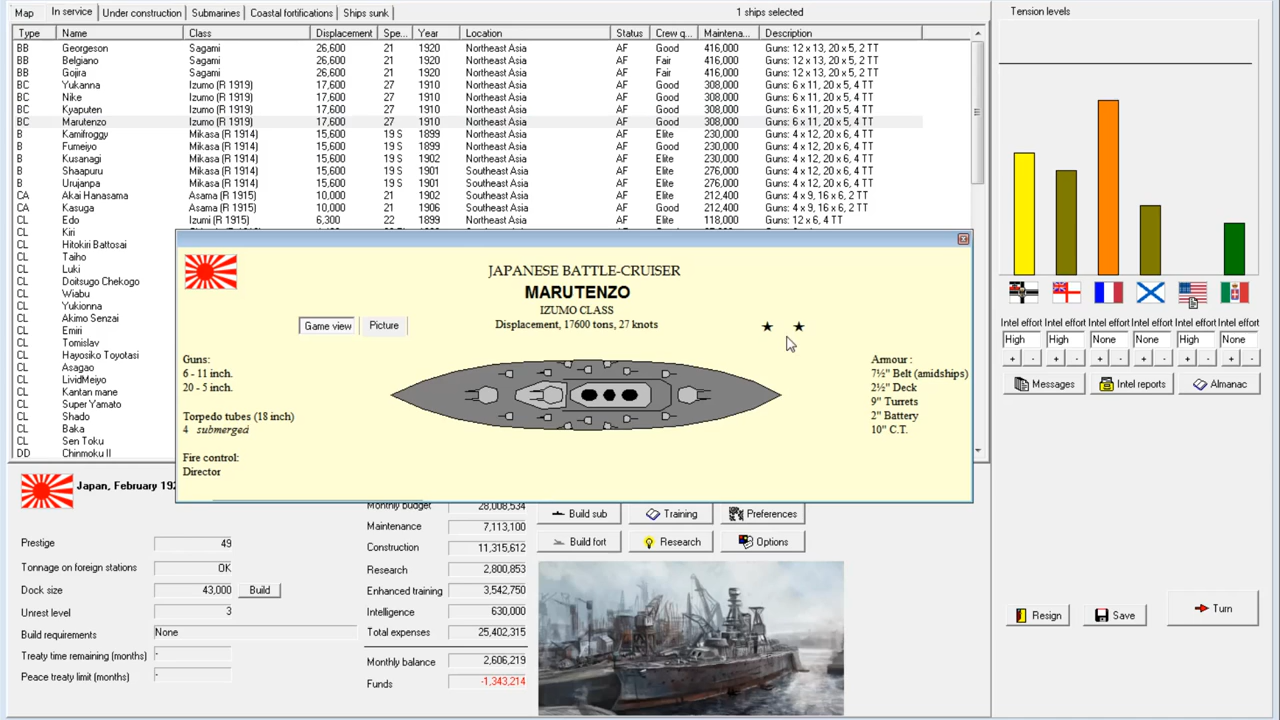 Map In service Under construction Submarines Coastal fortifications Ships sunk 1 ships selected Tension levels
Type Name Class Displacement Spe... Year Location Status Crew q... Maintena... Description
BB Georgeson Sagami 26,600 21 1920 Northeast Asia AF Good 416,000 Guns: 12 x 13, 20 x 5, 2 TT
BB Belgiano Sagami 26,600 21 1920 Northeast Asia AF Fair 416,000 Guns: 12 x 13, 20 x 5, 2 TT
BB Gojira Sagami 26,600 21 1920 Northeast Asia AF Fair 416,000 Guns: 12 x 13, 20 x 5, 2 TT
BC Yukanna Izumo (R 1919) 17,600 27 1910 Northeast Asia AF Good 308,000 Guns: 6 x 11, 20 x 5, 4 TT
BC Nike Izumo (R 1919) 17,600 27 1910 Northeast Asia AF Good 308,000 Guns: 6 x 11, 20 x 5, 4 TT
BC Kyaputen Izumo (R 1919) 17,600 27 1910 Northeast Asia AF Good 308,000 Guns: 6 x 11, 20 x 5, 4 TT
BC Marutenzo Izumo (R 1919) 17,600 27 1910 Northeast Asia AF Good 308,000 Guns: 6 x 11, 20 x 5, 4 TT
B Kamifroggy Mikasa (R 1914) 15,600 19 S 1899 Northeast Asia AF Elite 230,000 Guns: 4 x 12, 20 x 6, 4 TT
B Fumeiyo Mikasa (R 1914) 15,600 19 S 1899 Northeast Asia AF Good 230,000 Guns: 4 x 12, 20 x 6, 4 TT
B Kusanagi Mikasa (R 1914) 15,600 19 S 1902 Northeast Asia AF Elite 230,000 Guns: 4 x 12, 20 x 6, 4 TT
B Shaapuru Mikasa (R 1914) 15,600 19 S 1901 Southeast Asia AF Elite 276,000 Guns: 4 x 12, 20 x 6, 4 TT
B Urujanpa Mikasa (R 1914) 15,600 19 S 1901 Southeast Asia AF Elite 276,000 Guns: 4 x 12, 20 x 6, 4 TT
CA Akai Hanasama Asama (R 1915) 10,000 21 1902 Southeast Asia AF Elite 212,400 Guns: 4 x 9, 16 x 6, 2 TT
CA Kasuga Asama (R 1915) 10,000 21 1906 Southeast Asia AF Good 212,400 Guns: 4 x 9, 16 x 6, 2 TT
CL Edo Izumi (R 1915) 6,300 22 1899 Northeast Asia AF Elite 118,000 Guns: 12 x 6, 4 TT
CL Kiri
CL Hitokiri Battosai
CL Taiho
CL Luki
CL Doitsugo Chekogo
CL Wiabu
CL Yukionna
CL Akimo Senzai
CL Emiri
CL Tomislav
CL Hayosiko Toyotasi
CL Asagao
CL LividMeiyo
CL Kantan mane
CL Super Yamato
CL Shado
CL Baka
CL Sen Toku
DD Chinmoku II
JAPANESE BATTLE-CRUISER
MARUTENZO
IZUMO CLASS
Displacement, 17600 tons, 27 knots
Game view Picture
Guns:
6 - 11 inch.
20 - 5 inch.
Torpedo tubes (18 inch)
4 submerged
Fire control:
Director
Armour :
7½" Belt (amidships)
2½" Deck
9" Turrets
2" Battery
10" C.T.
Intel effort Intel effort Intel effort Intel effort Intel effort Intel effort
High High None None High None
+ - + - + - + - + - + -
Messages Intel reports Almanac
Japan, February 192
Prestige 49
Tonnage on foreign stations OK
Dock size 43,000 Build
Unrest level 3
Build requirements None
Treaty time remaining (months) -
Peace treaty limit (months) -
Monthly budget 28,008,534
Maintenance 7,113,100
Construction 11,315,612
Research 2,800,853
Enhanced training 3,542,750
Intelligence 630,000
Total expenses 25,402,315
Monthly balance 2,606,219
Funds -1,343,214
Build sub Training Preferences
Build fort Research Options
Resign Save Turn